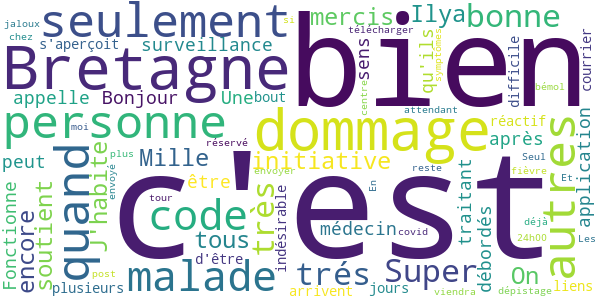 jaloux
seulement
bien
mercis
Ilya
bonne
si
télécharger
chez
s'aperçoit
surveillance
sens
qu'ils
symptômes
difficile
courrier
Bretagne
appelle
Bonjour
Une
bout
centre
bémol
moi
attendant
personne
dommage
réactif
après
autres
application
quand
J'habite
peut
plus
réservé
Mille
initiative
Seul
c'est
envoyer
En
reste
Et
fièvre
Fonctionne
encore
soutient
envoyé
être
tour
code
très
indésirable
médecin
covid
traitant
débordés
déjà
24h00
Les
tous
d'être
malade
trés
Super
On
plusieurs
post
arrivent
jours
viendra
dépistage
liens